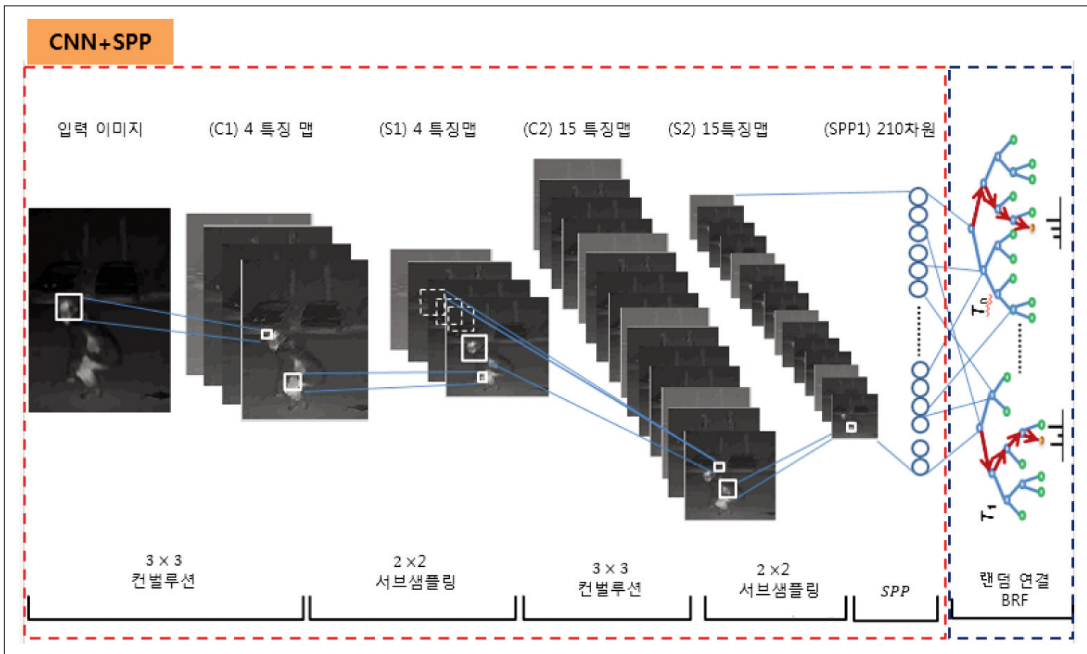 CNN+SPP
입력 이미지
(C1) 4 특징 맵
(S1) 4 특징맵
(C2) 15 특징맵
(S2) 15특징맵
(SPP1) 210차원
Tn
T1
3 × 3
컨벌루션
2 ×2
서브샘플링
3 × 3
컨벌루션
2 ×2
서브샘플링
SPP
랜덤 연결
BRF